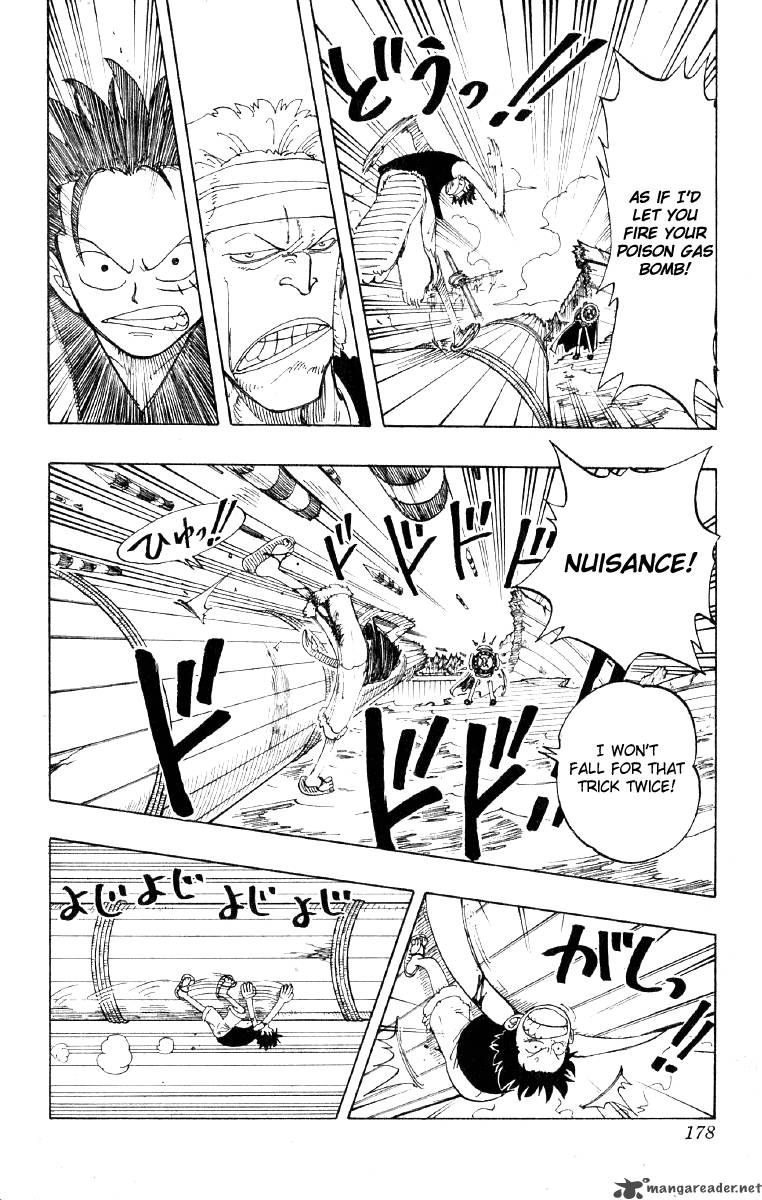 どうっ!!
AS IF I'D
LET YOU
FIRE YOUR
POISON GAS
BOMB!
NUISANCE!
ドドドド
ひゅっ!!
ドドドド
I WON'T
FALL FOR THAT
TRICK TWICE!
がしっ!!
よじよじよじよじ
178
mangareader.net